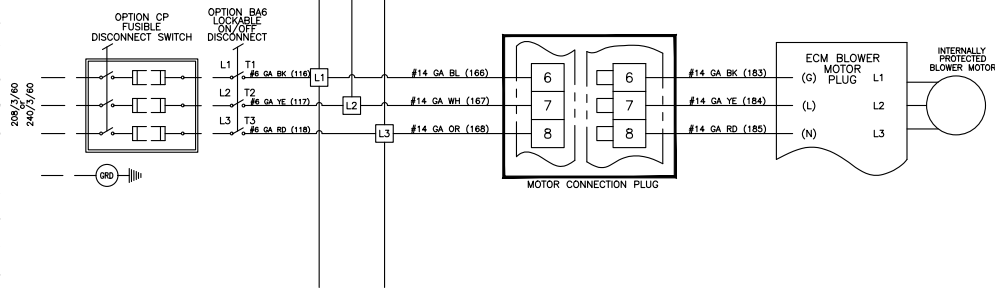 OPTION CP
FUSIBLE
DISCONNECT SWITCH
OPTION BA6
LOCKABLE
ON/OFF
DISCONNECT
208/3/60
or
240/3/60
L1 T1
#6 GA BK (116)
L1
#14 GA BL (166)
6
6
#14 GA BK (183)
(G)
L1
L2 T2
#6 GA YE (117)
L2
#14 GA WH (167)
7
7
#14 GA YE (184)
(L)
L2
L3 T3
#6 GA RD (118)
L3
#14 GA OR (168)
8
8
#14 GA RD (185)
(N)
L3
GRD
MOTOR CONNECTION PLUG
ECM BLOWER
MOTOR
PLUG
INTERNALLY
PROTECTED
BLOWER MOTOR